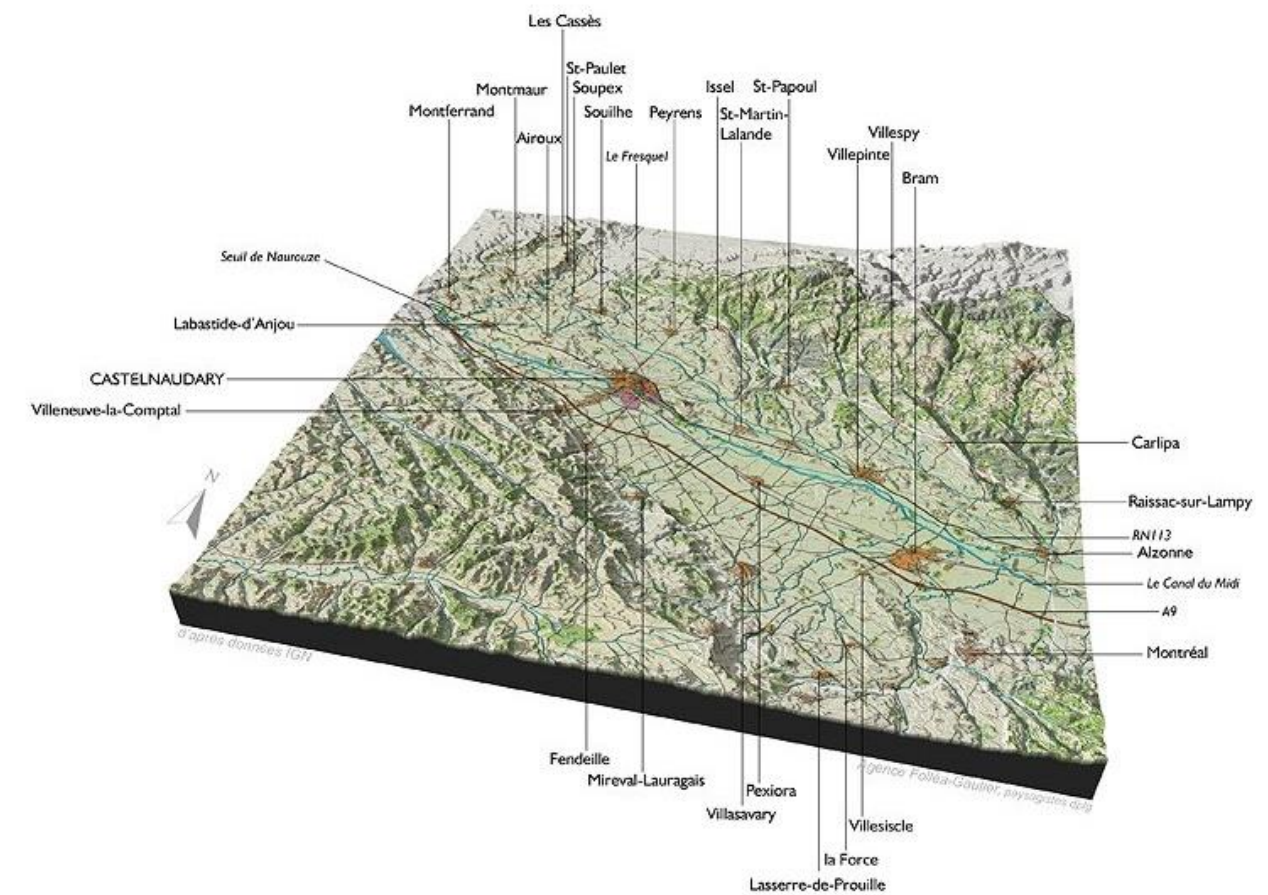 Les Cassès
St-Paulet
Soupex
Montmaur
Montferrand
Souilhe
Peyrens
Issel
St-Papoul
St-Martin-
Lalande
Airoux
Le Fresquel
Villespy
Villepinte
Bram
Seuil de Naurouze
Labastide-d'Anjou
CASTELNAUDARY
Villeneuve-la-Comptal
N
Carlipa
Raissac-sur-Lampy
RN113
Alzonne
Le Canal du Midi
A9
Montréal
d'après données IGN
Agence Folléa-Gautier, paysagistes dplg
Fendeille
Mireval-Lauragais
Pexiora
Villasavary
Villesiscle
la Force
Lasserre-de-Prouille